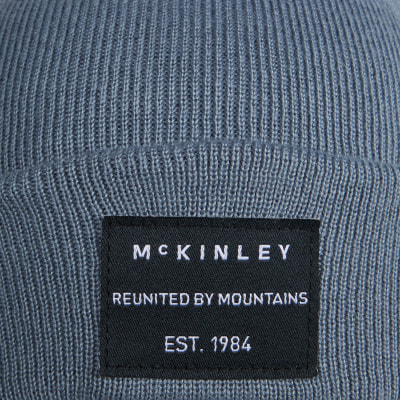 McKINLEY
REUNITED BY MOUNTAINS
EST. 1984